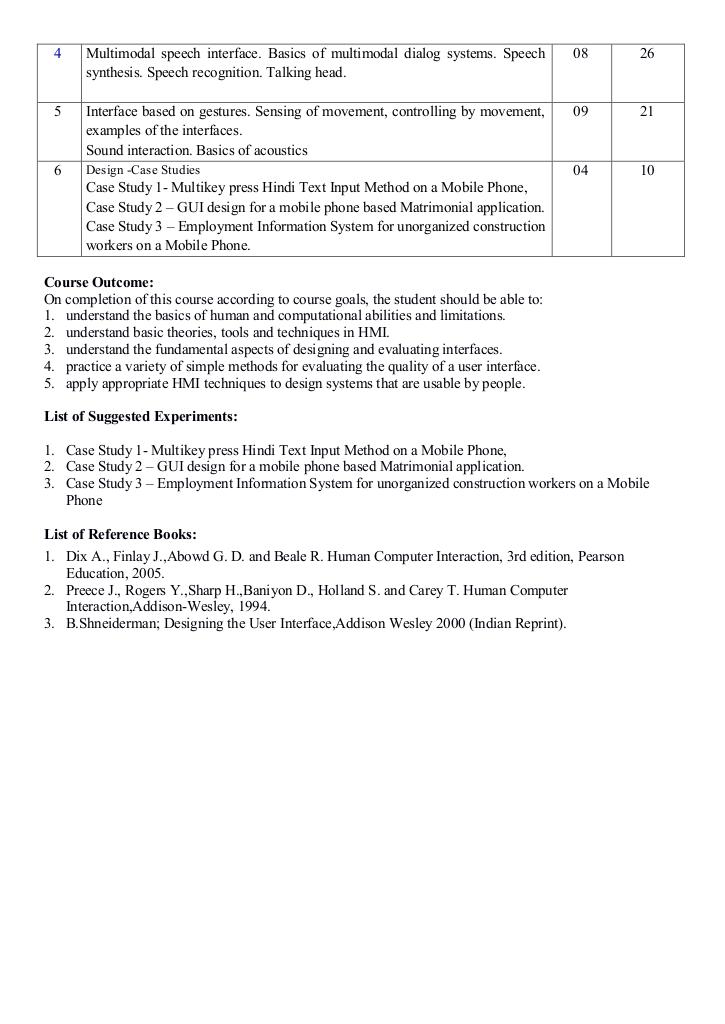 4 Multimodal speech interface. Basics of multimodal dialog systems. Speech 08 26
synthesis. Speech recognition. Talking head.
5 Interface based on gestures. Sensing of movement, controlling by movement, 09 21
examples of the interfaces.
Sound interaction. Basics of acoustics
6 Design -Case Studies 04 10
Case Study 1- Multikey press Hindi Text Input Method on a Mobile Phone,
Case Study 2 – GUI design for a mobile phone based Matrimonial application.
Case Study 3 – Employment Information System for unorganized construction
workers on a Mobile Phone.
Course Outcome:
On completion of this course according to course goals, the student should be able to:
1. understand the basics of human and computational abilities and limitations.
2. understand basic theories, tools and techniques in HMI.
3. understand the fundamental aspects of designing and evaluating interfaces.
4. practice a variety of simple methods for evaluating the quality of a user interface.
5. apply appropriate HMI techniques to design systems that are usable by people.
List of Suggested Experiments:
1. Case Study 1- Multikey press Hindi Text Input Method on a Mobile Phone,
2. Case Study 2 – GUI design for a mobile phone based Matrimonial application.
3. Case Study 3 – Employment Information System for unorganized construction workers on a Mobile
Phone
List of Reference Books:
1. Dix A., Finlay J.,Abowd G. D. and Beale R. Human Computer Interaction, 3rd edition, Pearson
Education, 2005.
2. Preece J., Rogers Y.,Sharp H.,Baniyon D., Holland S. and Carey T. Human Computer
Interaction,Addison-Wesley, 1994.
3. B.Shneiderman; Designing the User Interface,Addison Wesley 2000 (Indian Reprint).